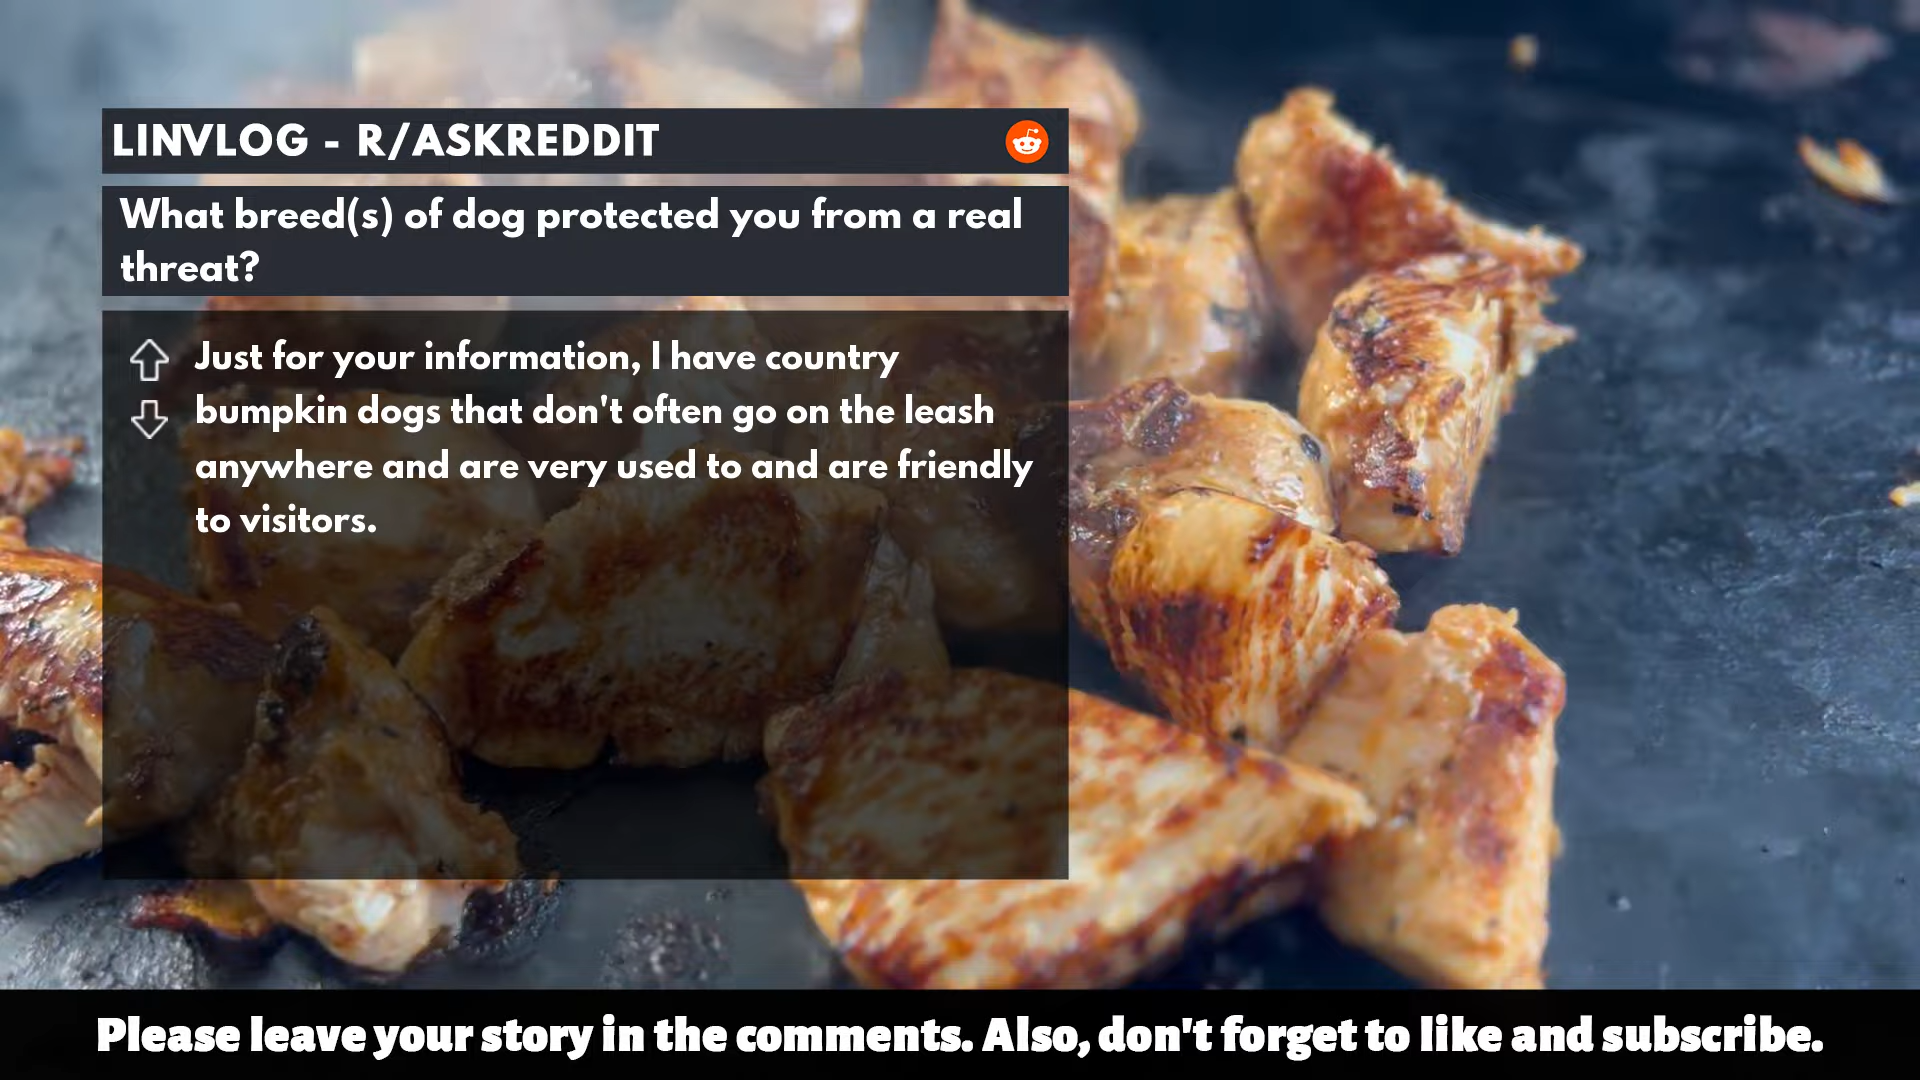 LINVLOG - R/ASKREDDIT
What breed(s) of dog protected you from a real
threat?
Just for your information, I have country
bumpkin dogs that don't often go on the leash
anywhere and are very used to and are friendly
to visitors.
Please leave your story in the comments. Also, don't forget to like and subscribe.